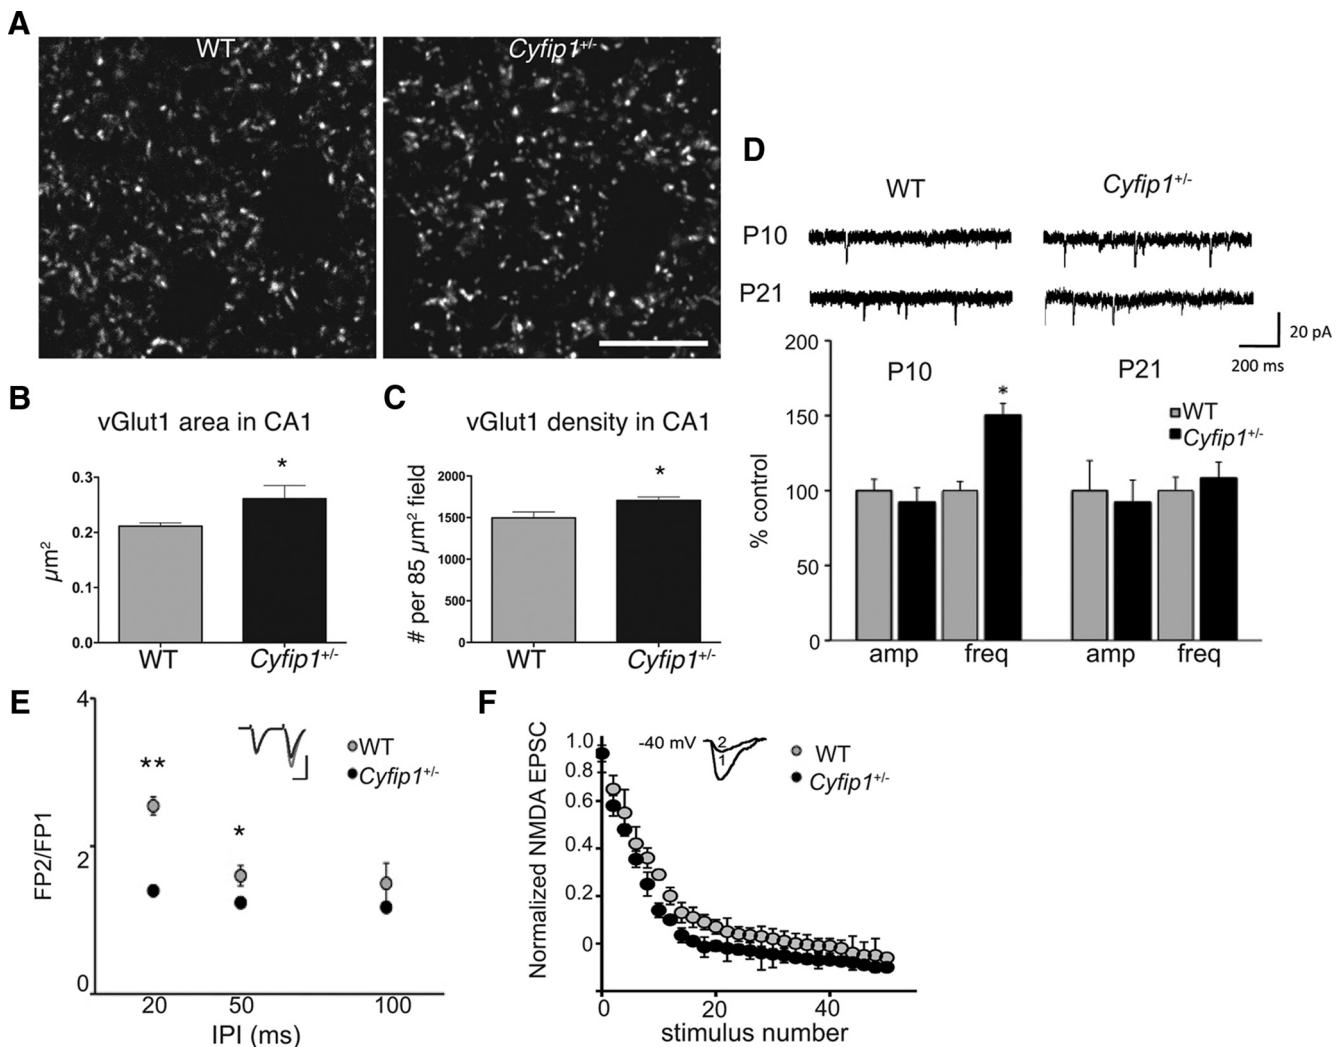 A
WT
Cyfip1+/-
B
vGlut1 area in CA1
*
0.3
0.2
0.1
0.0
µm2
WT
Cyfip1+/-
C
vGlut1 density in CA1
*
2000
1500
1000
500
0
# per 85 µm2 field
WT
Cyfip1+/-
D
WT
Cyfip1+/-
P10
P21
20 pA
200 ms
200
150
100
50
0
% control
P10
P21
*
WT
Cyfip1+/-
amp
freq
amp
freq
E
4
2
0
FP2/FP1
**
*
WT
Cyfip1+/-
20
50
100
IPI (ms)
F
1.0
0.8
0.6
0.4
0.2
0
Normalized NMDA EPSC
-40 mV
2
1
WT
Cyfip1+/-
0
20
40
stimulus number